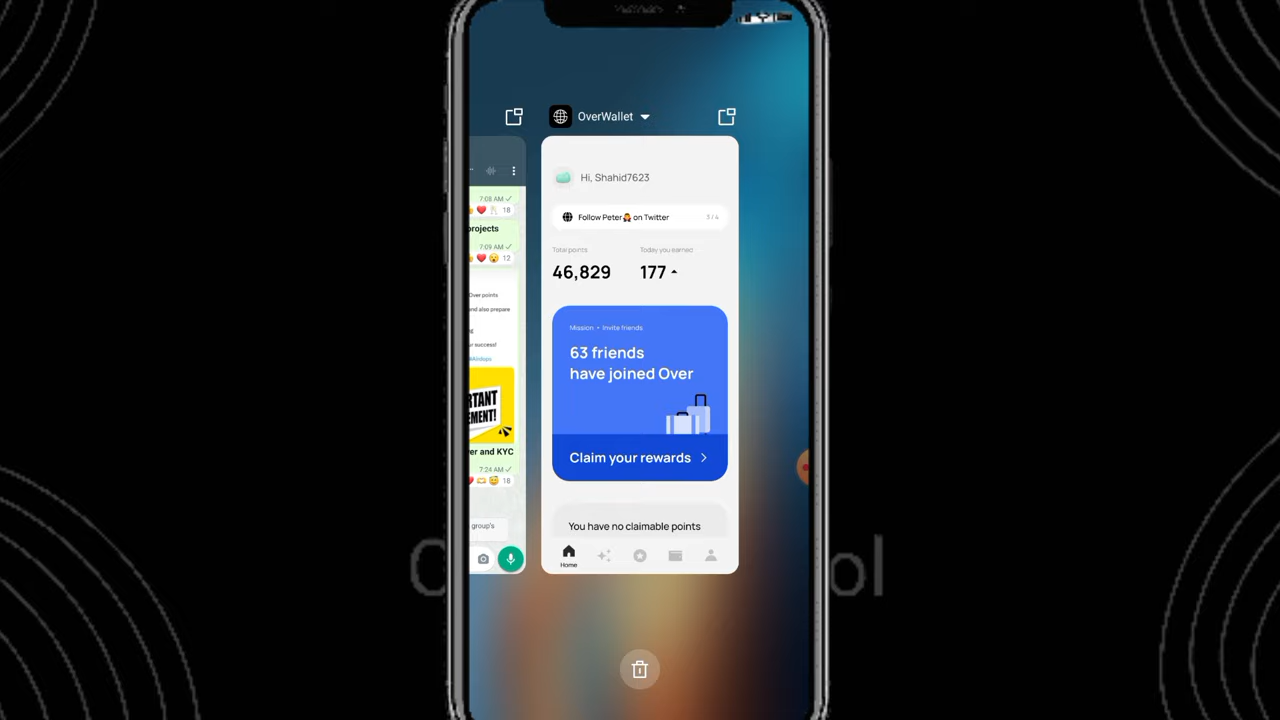 OverWallet
Hi, Shahid7623
Follow Peter on Twitter
3 / 4
Total points
Today you earned
46,829
177
Mission • Invite friends
63 friends
have joined Over
Claim your rewards
You have no claimable points
Home
7:08 AM
18
projects
7:09 AM
12
Over points
and also prepare
ur success!
#Airdops
RTANT
EMENT!
er and KYC
7:24 AM
18
group's
ol